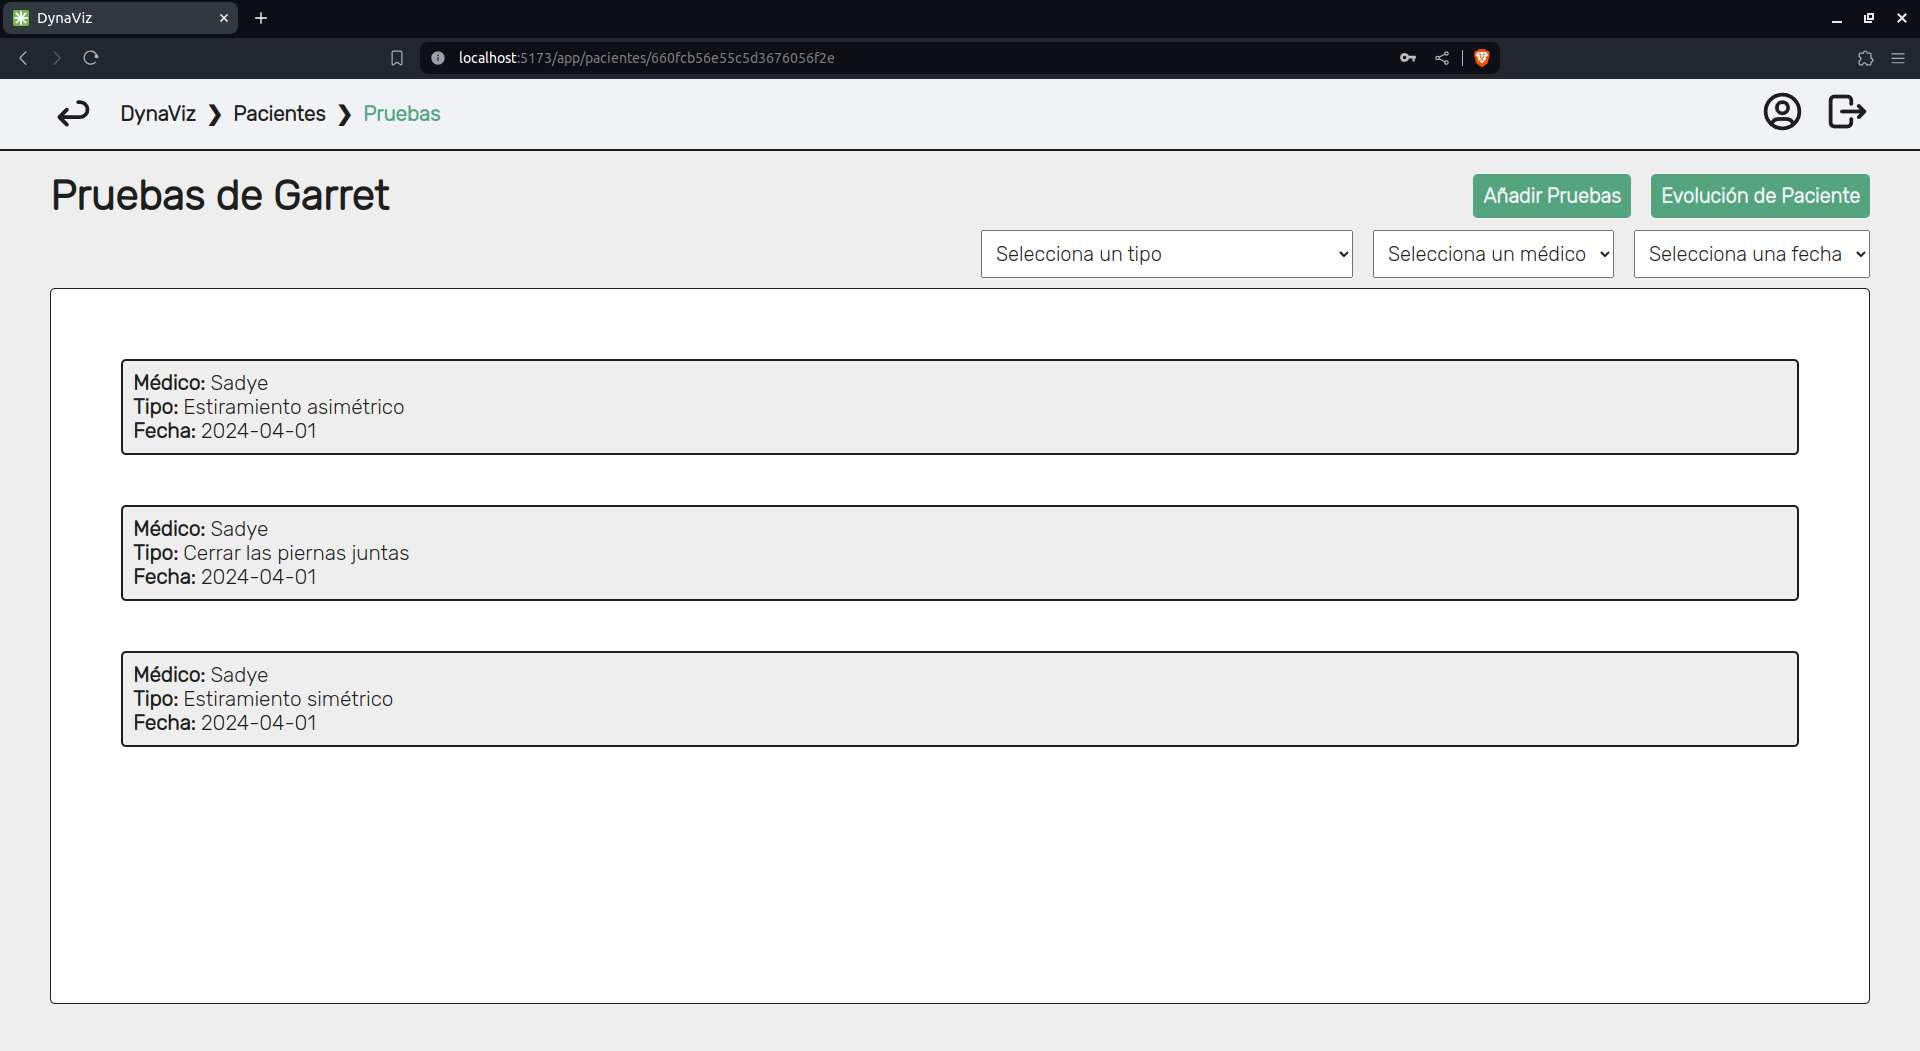 DynaViz
localhost:5173/app/pacientes/660fcb56e55c5d3676056f2e
DynaViz ❯ Pacientes ❯ Pruebas
Pruebas de Garret
Añadir Pruebas
Evolución de Paciente
Selecciona un tipo
Selecciona un médico
Selecciona una fecha
Médico: Sadye
Tipo: Estiramiento asimétrico
Fecha: 2024-04-01
Médico: Sadye
Tipo: Cerrar las piernas juntas
Fecha: 2024-04-01
Médico: Sadye
Tipo: Estiramiento simétrico
Fecha: 2024-04-01